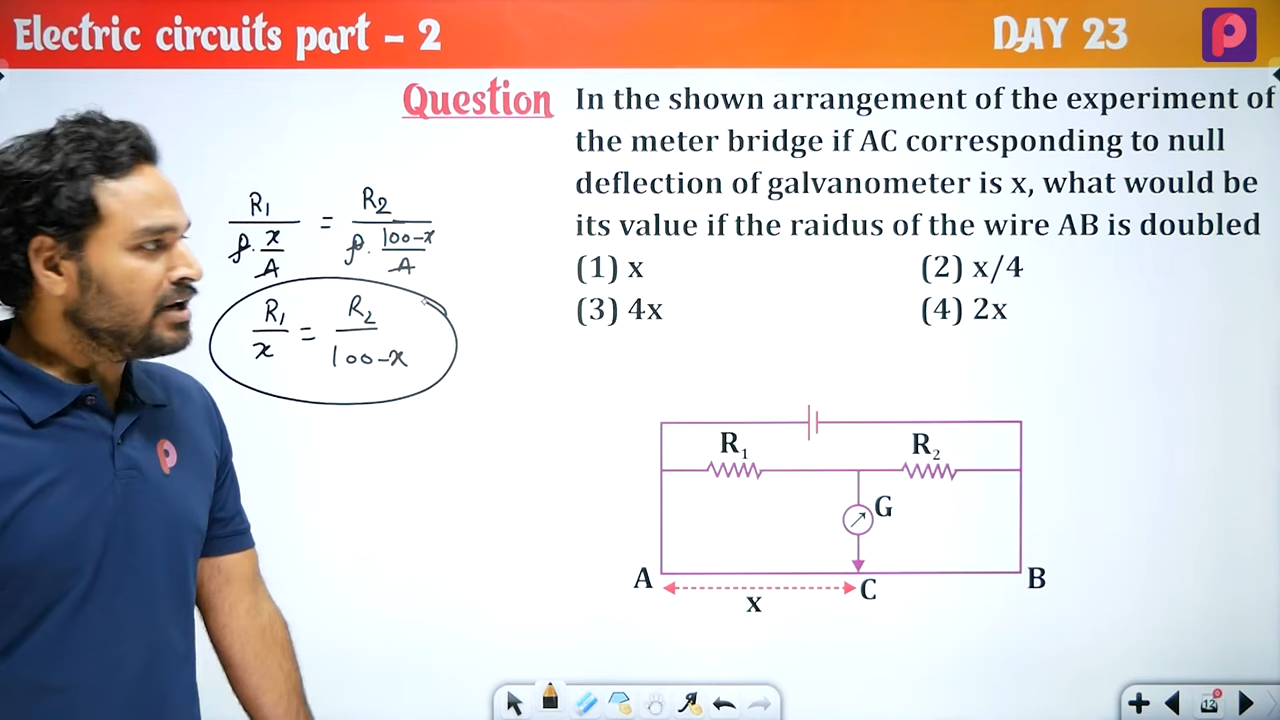 Electric circuits part – 2
DAY 23
Question
In the shown arrangement of the experiment of
the meter bridge if AC corresponding to null
deflection of galvanometer is x, what would be
its value if the raidus of the wire AB is doubled
(1) x
(2) x/4
(3) 4x
(4) 2x
R₁ / (ρ · x/A) = R₂ / (ρ · (100-x)/A)
R₁/x = R₂/(100-x)
R₁
R₂
G
A
C
B
x
12